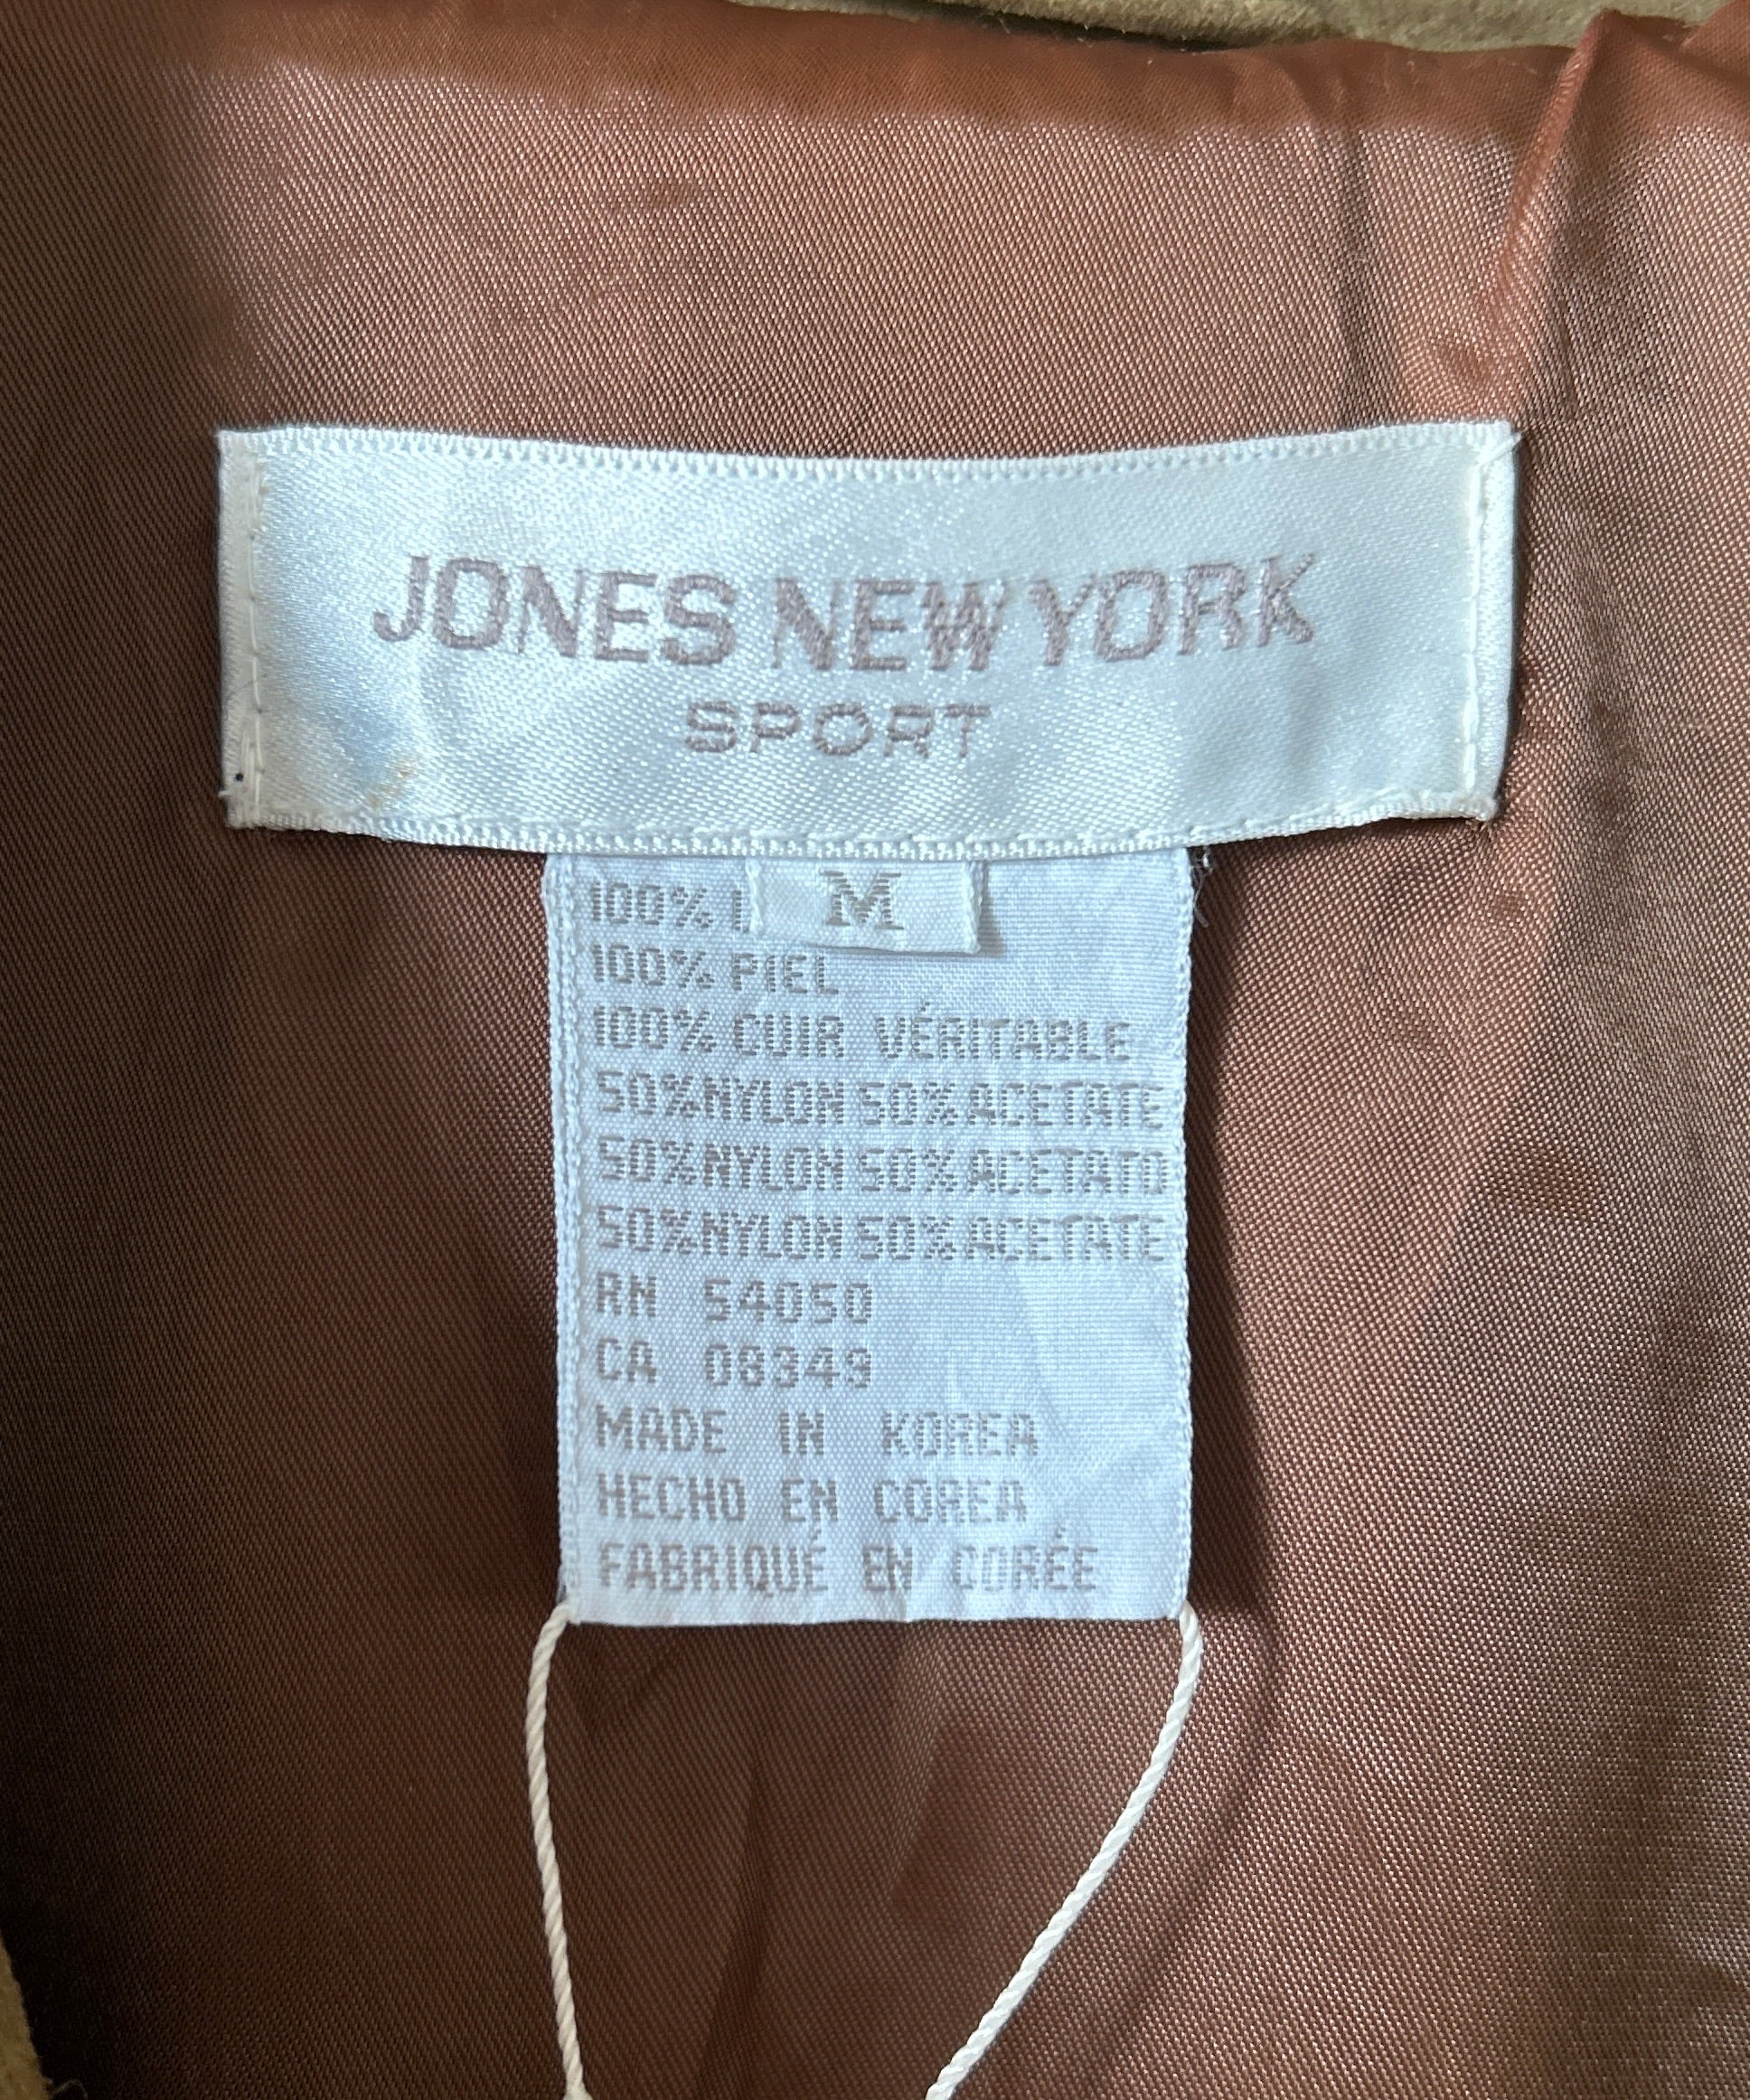 JONES NEW YORK
SPORT
M
100%
100% PIEL
100% CUIR VÉRITABLE
50%NYLON 50%ACETATE
50%NYLON 50%ACETATO
50%NYLON 50%ACETATE
RN 54050
CA 08349
MADE IN KOREA
HECHO EN COREA
FABRIQUÉ EN CORÉE